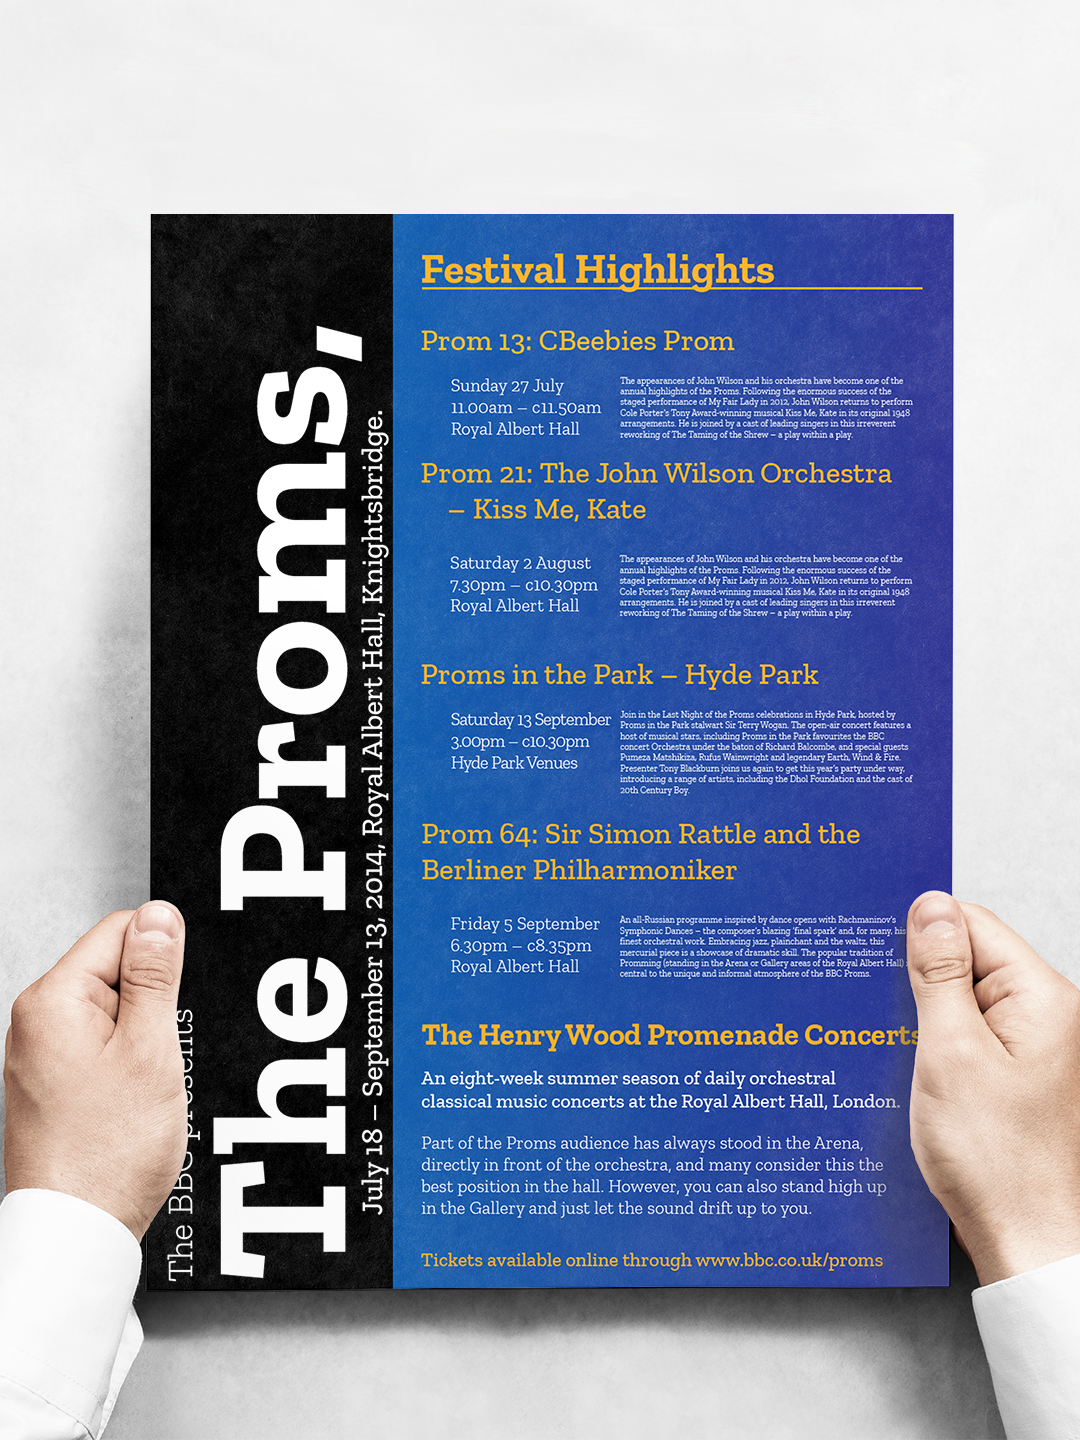 The BBC presents
The Proms,
July 18 – September 13, 2014, Royal Albert Hall, Knightsbridge.
Festival Highlights
Prom 13: CBeebies Prom
Sunday 27 July
11.00am – c11.50am
Royal Albert Hall
The appearances of John Wilson and his orchestra have become one of the
annual highlights of the Proms. Following the enormous success of the
staged performance of My Fair Lady in 2012, John Wilson returns to perform
Cole Porter's Tony Award-winning musical Kiss Me, Kate in its original 1948
arrangements. He is joined by a cast of leading singers in this irreverent
reworking of The Taming of the Shrew – a play within a play.
Prom 21: The John Wilson Orchestra
– Kiss Me, Kate
Saturday 2 August
7.30pm – c10.30pm
Royal Albert Hall
The appearances of John Wilson and his orchestra have become one of the
annual highlights of the Proms. Following the enormous success of the
staged performance of My Fair Lady in 2012, John Wilson returns to perform
Cole Porter's Tony Award-winning musical Kiss Me, Kate in its original 1948
arrangements. He is joined by a cast of leading singers in this irreverent
reworking of The Taming of the Shrew – a play within a play.
Proms in the Park – Hyde Park
Saturday 13 September
3.00pm – c10.30pm
Hyde Park Venues
Join in the Last Night of the Proms celebrations in Hyde Park, hosted by
Proms in the Park stalwart Sir Terry Wogan. The open-air concert features a
host of musical stars, including Proms in the Park favourites the BBC
concert Orchestra under the baton of Richard Balcombe, and special guests
Pumeza Matshikiza, Rufus Wainwright and legendary Earth, Wind & Fire.
Presenter Tony Blackburn joins us again to get this year's party under way,
introducing a range of artists, including the Dhol Foundation and the cast of
20th Century Boy.
Prom 64: Sir Simon Rattle and the
Berliner Philharmoniker
Friday 5 September
6.30pm – c8.35pm
Royal Albert Hall
An all-Russian programme inspired by dance opens with Rachmaninov's
Symphonic Dances – the composer's blazing 'final spark' and, for many, his
finest orchestral work. Embracing jazz, plainchant and the waltz, this
mercurial piece is a showcase of dramatic skill. The popular tradition of
Promming (standing in the Arena or Gallery areas of the Royal Albert Hall)
central to the unique and informal atmosphere of the BBC Proms.
The Henry Wood Promenade Concerts
An eight-week summer season of daily orchestral
classical music concerts at the Royal Albert Hall, London.
Part of the Proms audience has always stood in the Arena,
directly in front of the orchestra, and many consider this the
best position in the hall. However, you can also stand high up
in the Gallery and just let the sound drift up to you.
Tickets available online through www.bbc.co.uk/proms